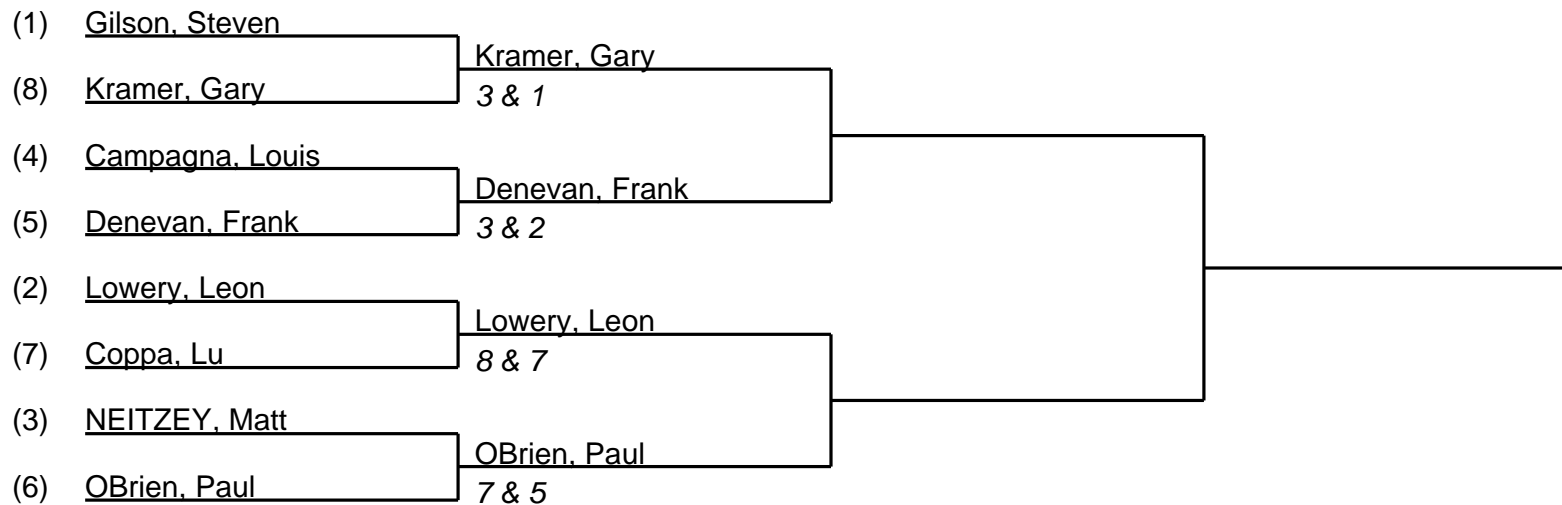 (1) Gilson, Steven
Kramer, Gary
(8) Kramer, Gary
3 & 1
(4) Campagna, Louis
Denevan, Frank
(5) Denevan, Frank
3 & 2
(2) Lowery, Leon
Lowery, Leon
(7) Coppa, Lu
8 & 7
(3) NEITZEY, Matt
OBrien, Paul
(6) OBrien, Paul
7 & 5